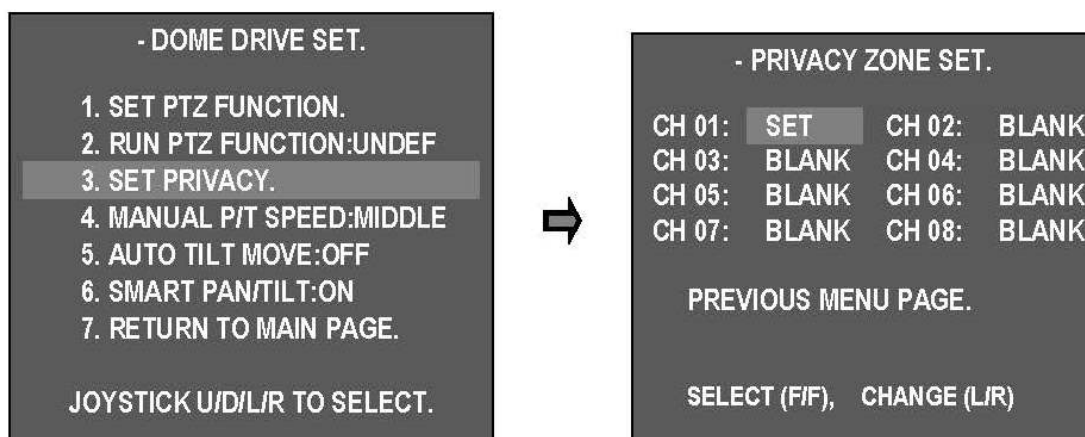 - DOME DRIVE SET.
1. SET PTZ FUNCTION.
2. RUN PTZ FUNCTION:UNDEF
3. SET PRIVACY.
4. MANUAL P/T SPEED:MIDDLE
5. AUTO TILT MOVE:OFF
6. SMART PAN/TILT:ON
7. RETURN TO MAIN PAGE.
JOYSTICK U/D/L/R TO SELECT.
- PRIVACY ZONE SET.
CH 01: SET CH 02: BLANK
CH 03: BLANK CH 04: BLANK
CH 05: BLANK CH 06: BLANK
CH 07: BLANK CH 08: BLANK
PREVIOUS MENU PAGE.
SELECT (F/F), CHANGE (L/R)